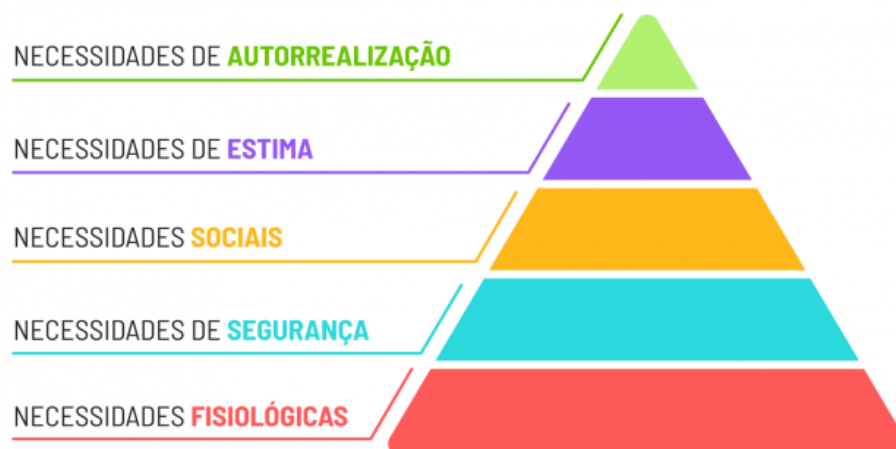 NECESSIDADES DE AUTORREALIZAÇÃO
NECESSIDADES DE ESTIMA
NECESSIDADES SOCIAIS
NECESSIDADES DE SEGURANÇA
NECESSIDADES FISIOLÓGICAS